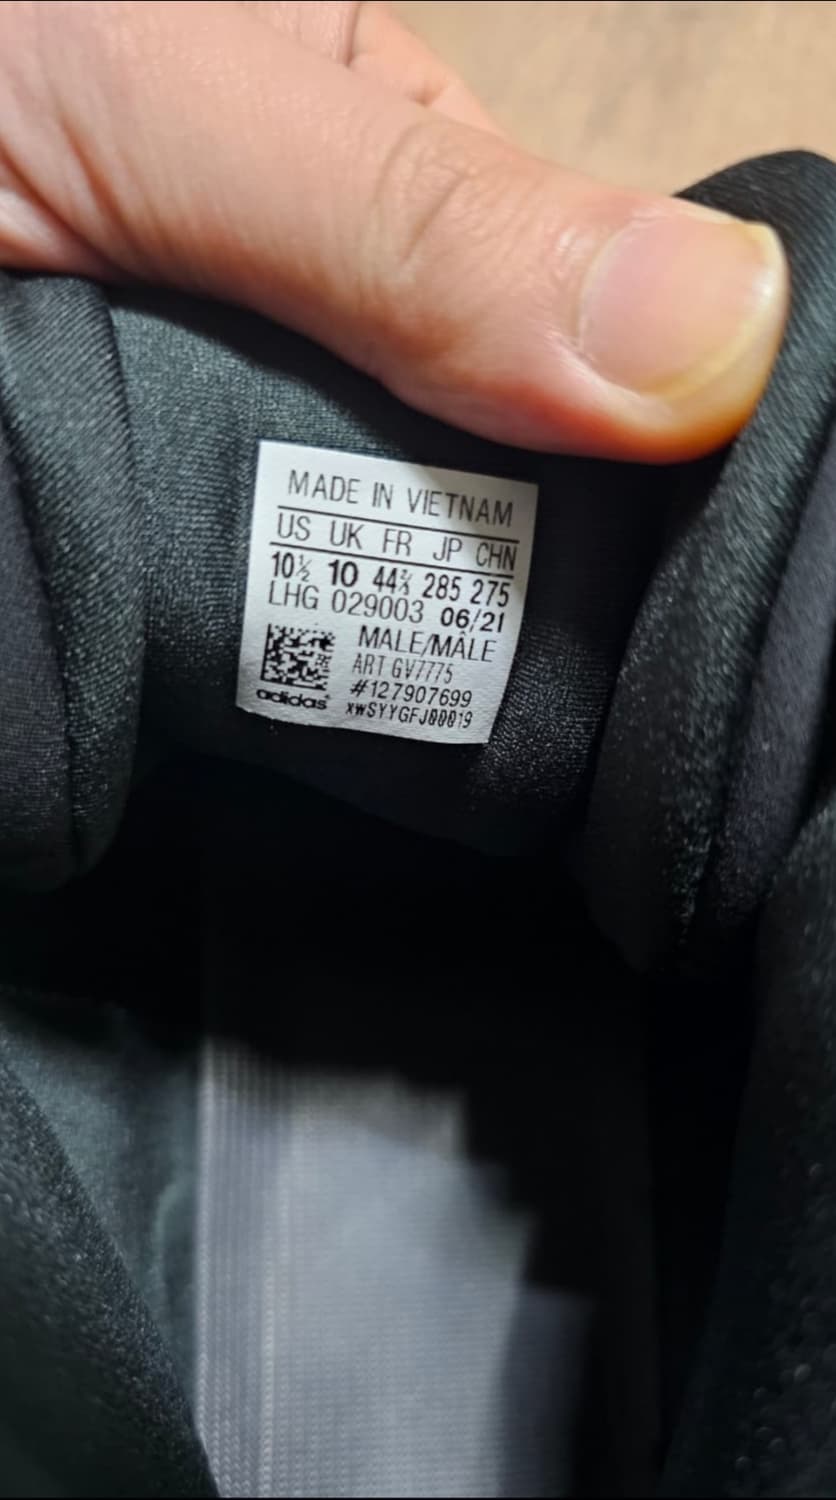 MADE IN VIETNAM
US UK FR JP CHN
10½ 10 44⅔ 285 275
LHG 029003 06/21
MALE/MÂLE
ART GV7775
#127907699
xwSYYGFJ00019
adidas